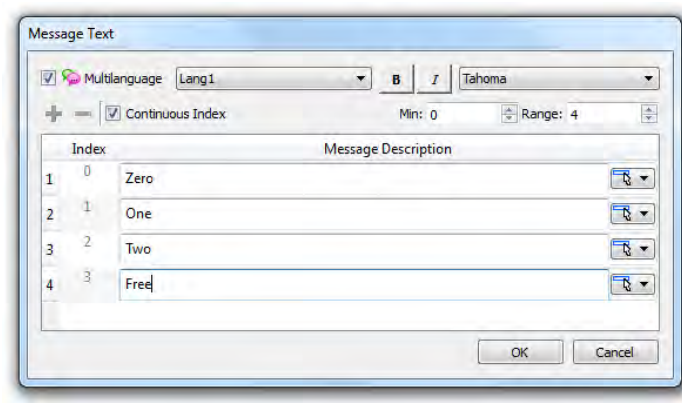 Message Text
Multilanguage Lang1 B I Tahoma
Continuous Index Min: 0 Range: 4
Index Message Description
1 0 Zero
2 1 One
3 2 Two
4 3 Free
OK Cancel